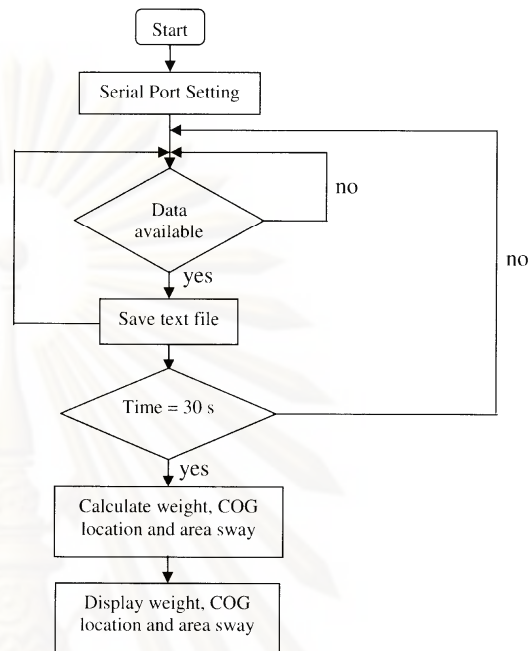 Start
Serial Port Setting
Data
available
no
no
yes
Save text file
Time = 30 s
yes
Calculate weight, COG
location and area sway
Display weight, COG
location and area sway